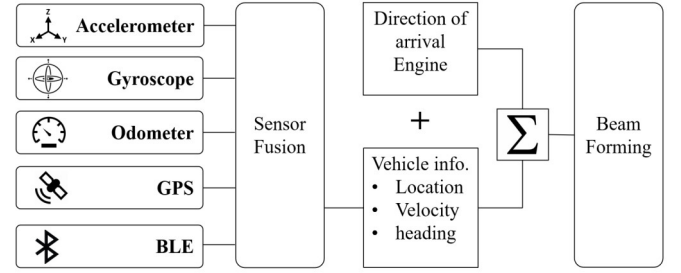 Z
X
Y
Accelerometer
Gyroscope
Odometer
GPS
BLE
Sensor
Fusion
Direction of
arrival
Engine
+
Vehicle info.
• Location
• Velocity
• heading
Σ
Beam
Forming